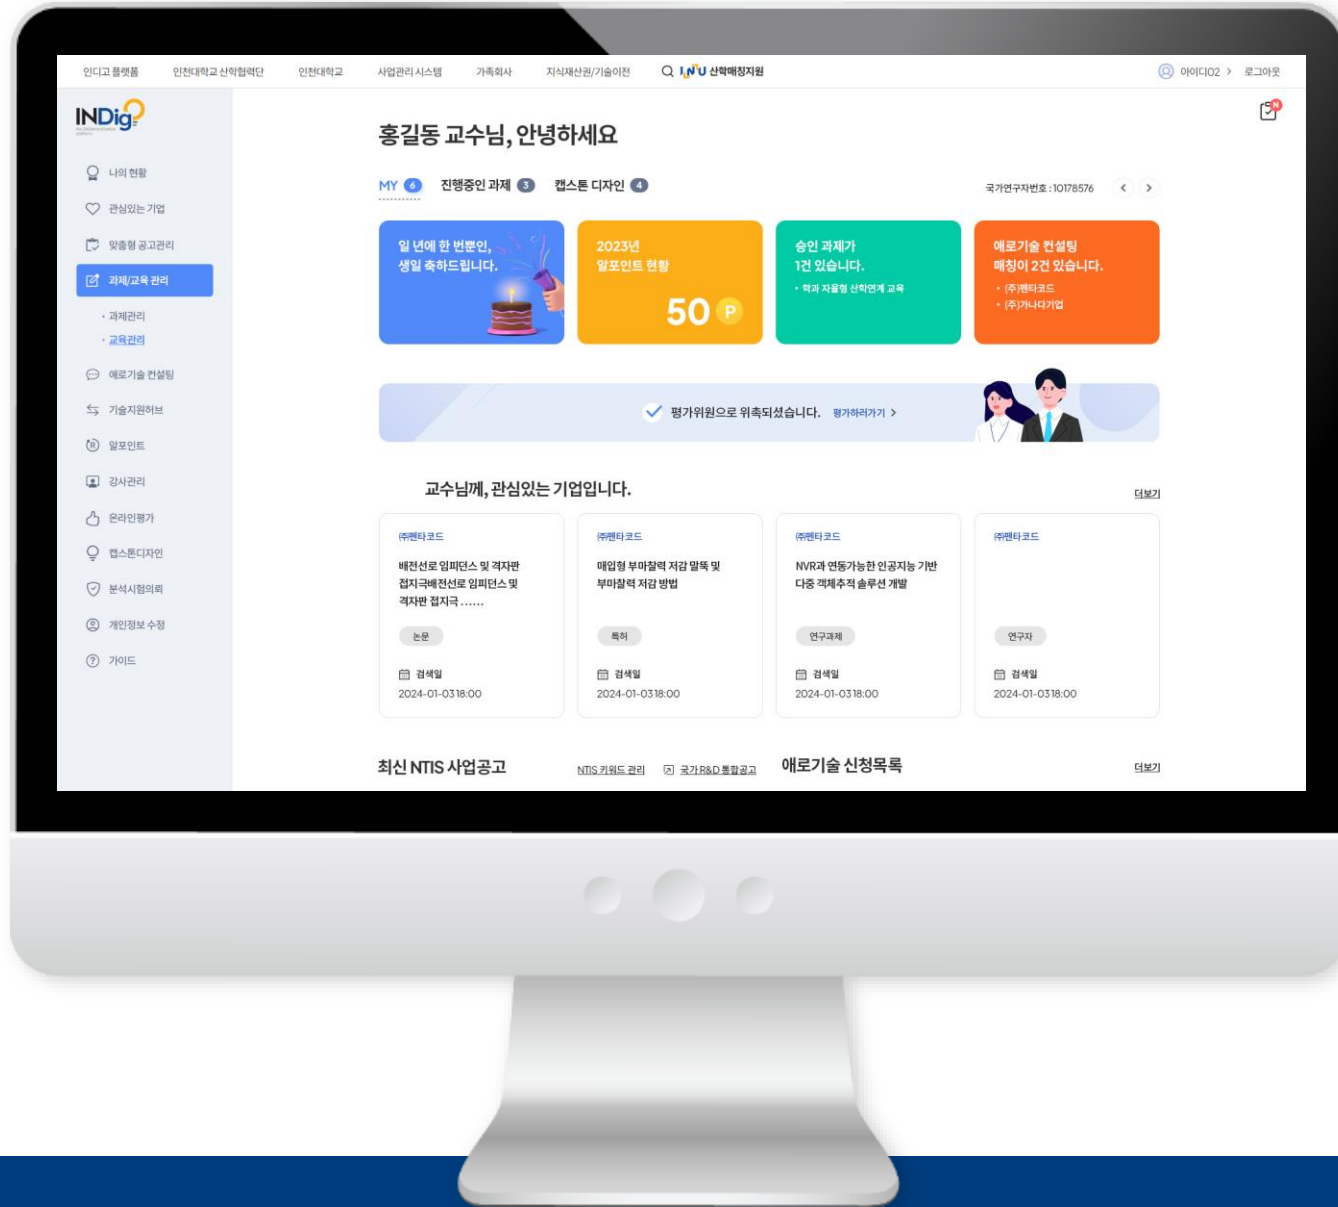 인디고 플랫폼 인천대학교 산학협력단 인천대학교 사업관리 시스템 가족회사 지식재산권/기술이전 INU 산학매칭지원 아이디02 > 로그아웃
INDig
나의 현황
관심있는 기업
맞춤형 공고관리
과제/교육 관리
· 과제관리
· 교육관리
애로기술 컨설팅
기술지원허브
알포인트
강사관리
온라인평가
캡스톤디자인
분석시험의뢰
개인정보 수정
가이드
N
홍길동 교수님, 안녕하세요
MY 6 진행중인 과제 3 캡스톤 디자인 4
국가연구자번호 : 10178576 < >
일 년에 한 번뿐인,
생일 축하드립니다.
2023년
알포인트 현황
50 P
승인 과제가
1건 있습니다.
· 학과 자율형 산학연계 교육
애로기술 컨설팅
매칭이 2건 있습니다.
· (주)펜타코드
· (주)가나다기업
평가위원으로 위촉되셨습니다. 평가하러가기 >
교수님께, 관심있는 기업입니다. 더보기
㈜펜타코드
배전선로 임피던스 및 격자판
접지극배전선로 임피던스 및
격자판 접지극 ......
논문
검색일
2024-01-03 18:00
㈜펜타코드
매입형 부마찰력 저감 말뚝 및
부마찰력 저감 방법
특허
검색일
2024-01-03 18:00
㈜펜타코드
NVR과 연동가능한 인공지능 기반
다중 객체추적 솔루션 개발
연구과제
검색일
2024-01-03 18:00
㈜펜타코드
연구자
검색일
2024-01-03 18:00
최신 NTIS 사업공고 NTIS 키워드 관리 국가 R&D 통합공고
애로기술 신청목록 더보기